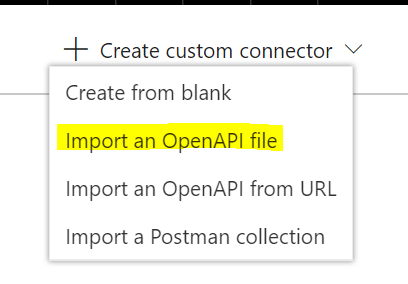 Create custom connector
Create from blank
Import an OpenAPI file
Import an OpenAPI from URL
Import a Postman collection